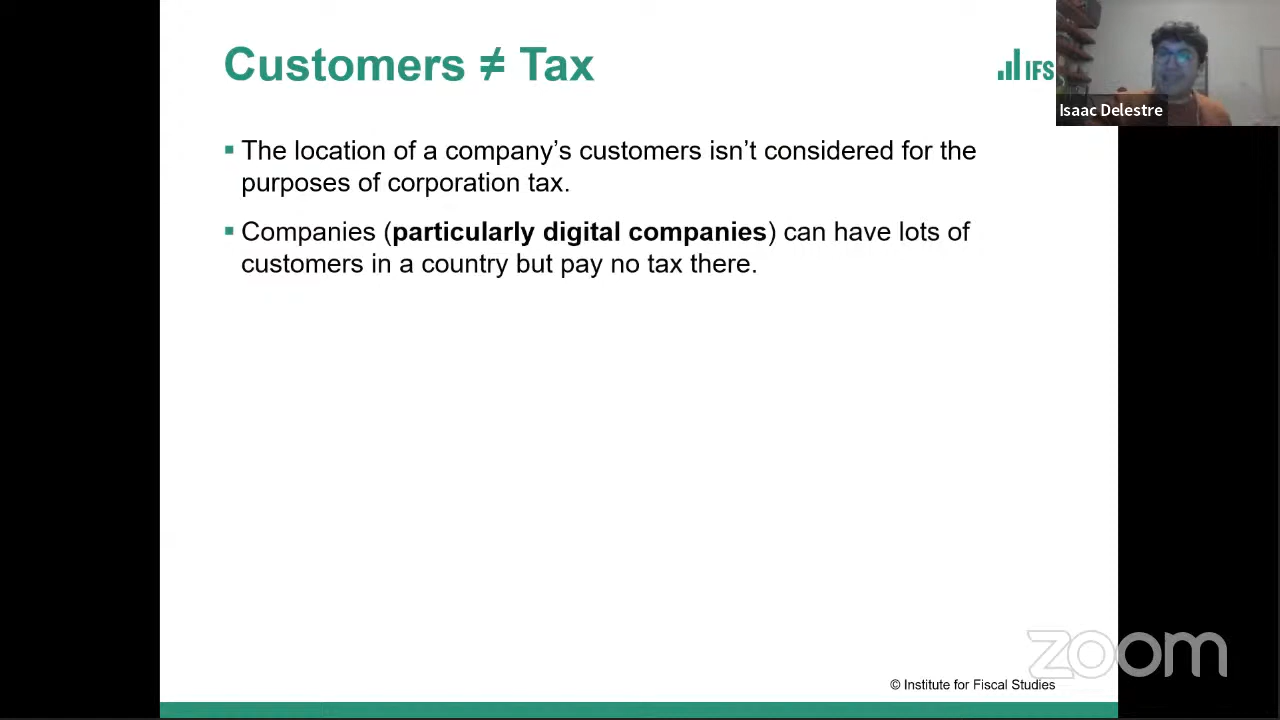 Customers ≠ Tax
IFS
Isaac Delestre
▪ The location of a company’s customers isn’t considered for the
purposes of corporation tax.
▪ Companies (particularly digital companies) can have lots of
customers in a country but pay no tax there.
zoom
© Institute for Fiscal Studies